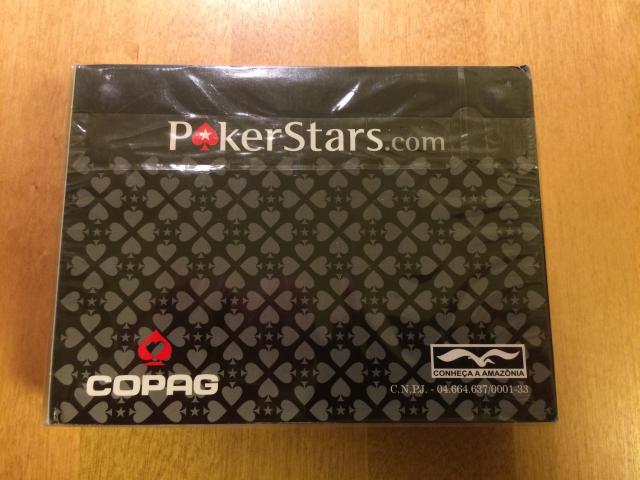 PokerStars.com
COPAG
CONHEÇA A AMAZÔNIA
C.N.P.J. - 04.664.637/0001-33